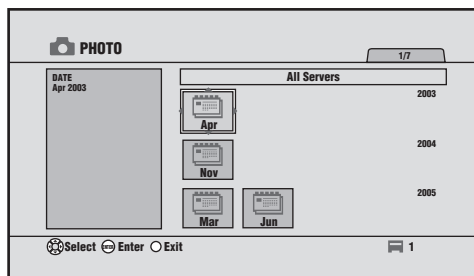 PHOTO
1/7
DATE
Apr 2003
All Servers
2003
Apr
2004
Nov
2005
Mar Jun
Select ENTER Enter Exit
1